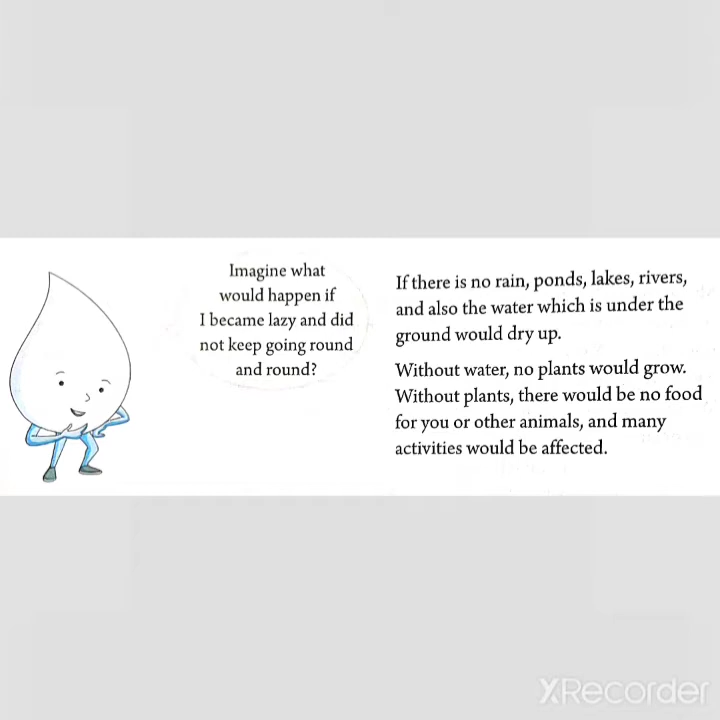 Imagine what
would happen if
I became lazy and did
not keep going round
and round?
If there is no rain, ponds, lakes, rivers,
and also the water which is under the
ground would dry up.
Without water, no plants would grow.
Without plants, there would be no food
for you or other animals, and many
activities would be affected.
XRecorder